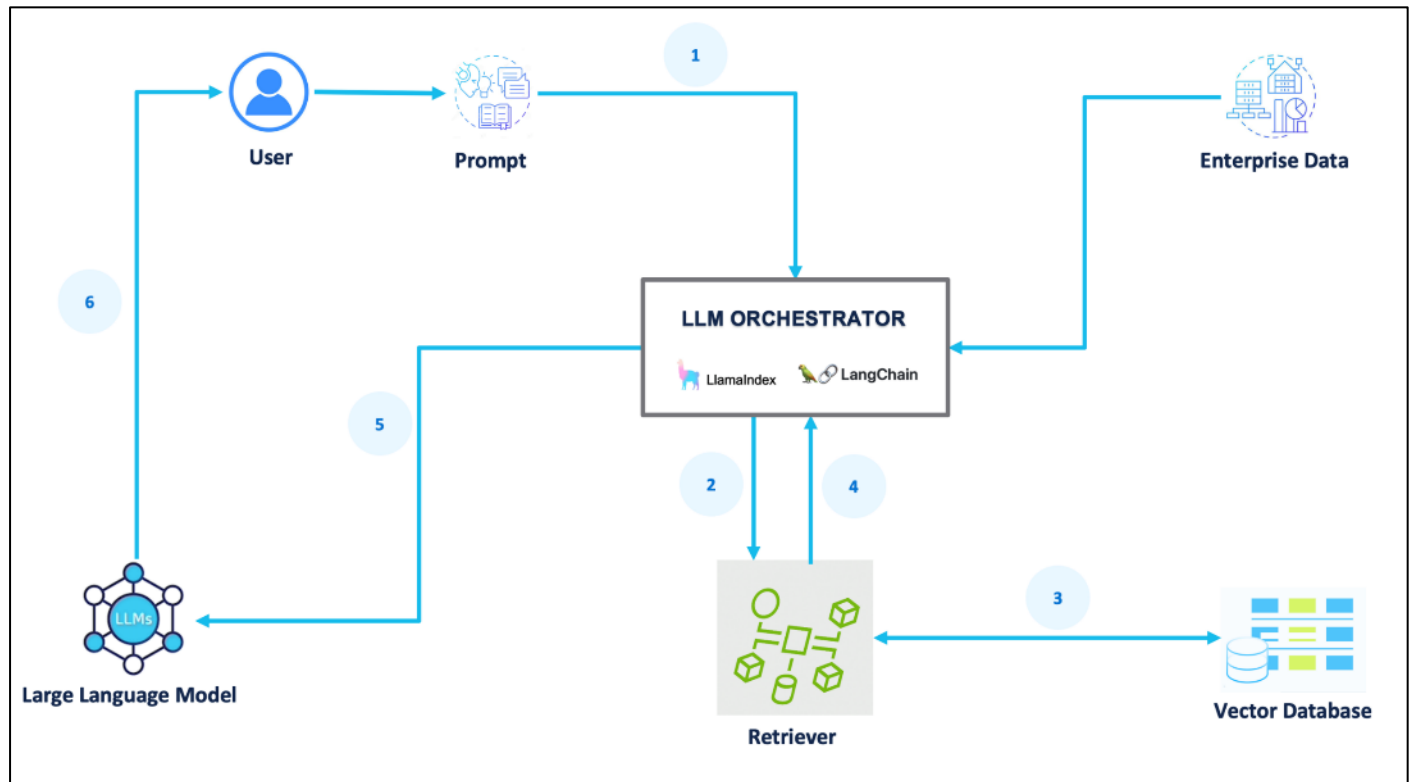 1
User
Prompt
Enterprise Data
6
LLM ORCHESTRATOR
LlamaIndex
LangChain
5
2
4
3
LLMs
Large Language Model
Retriever
Vector Database